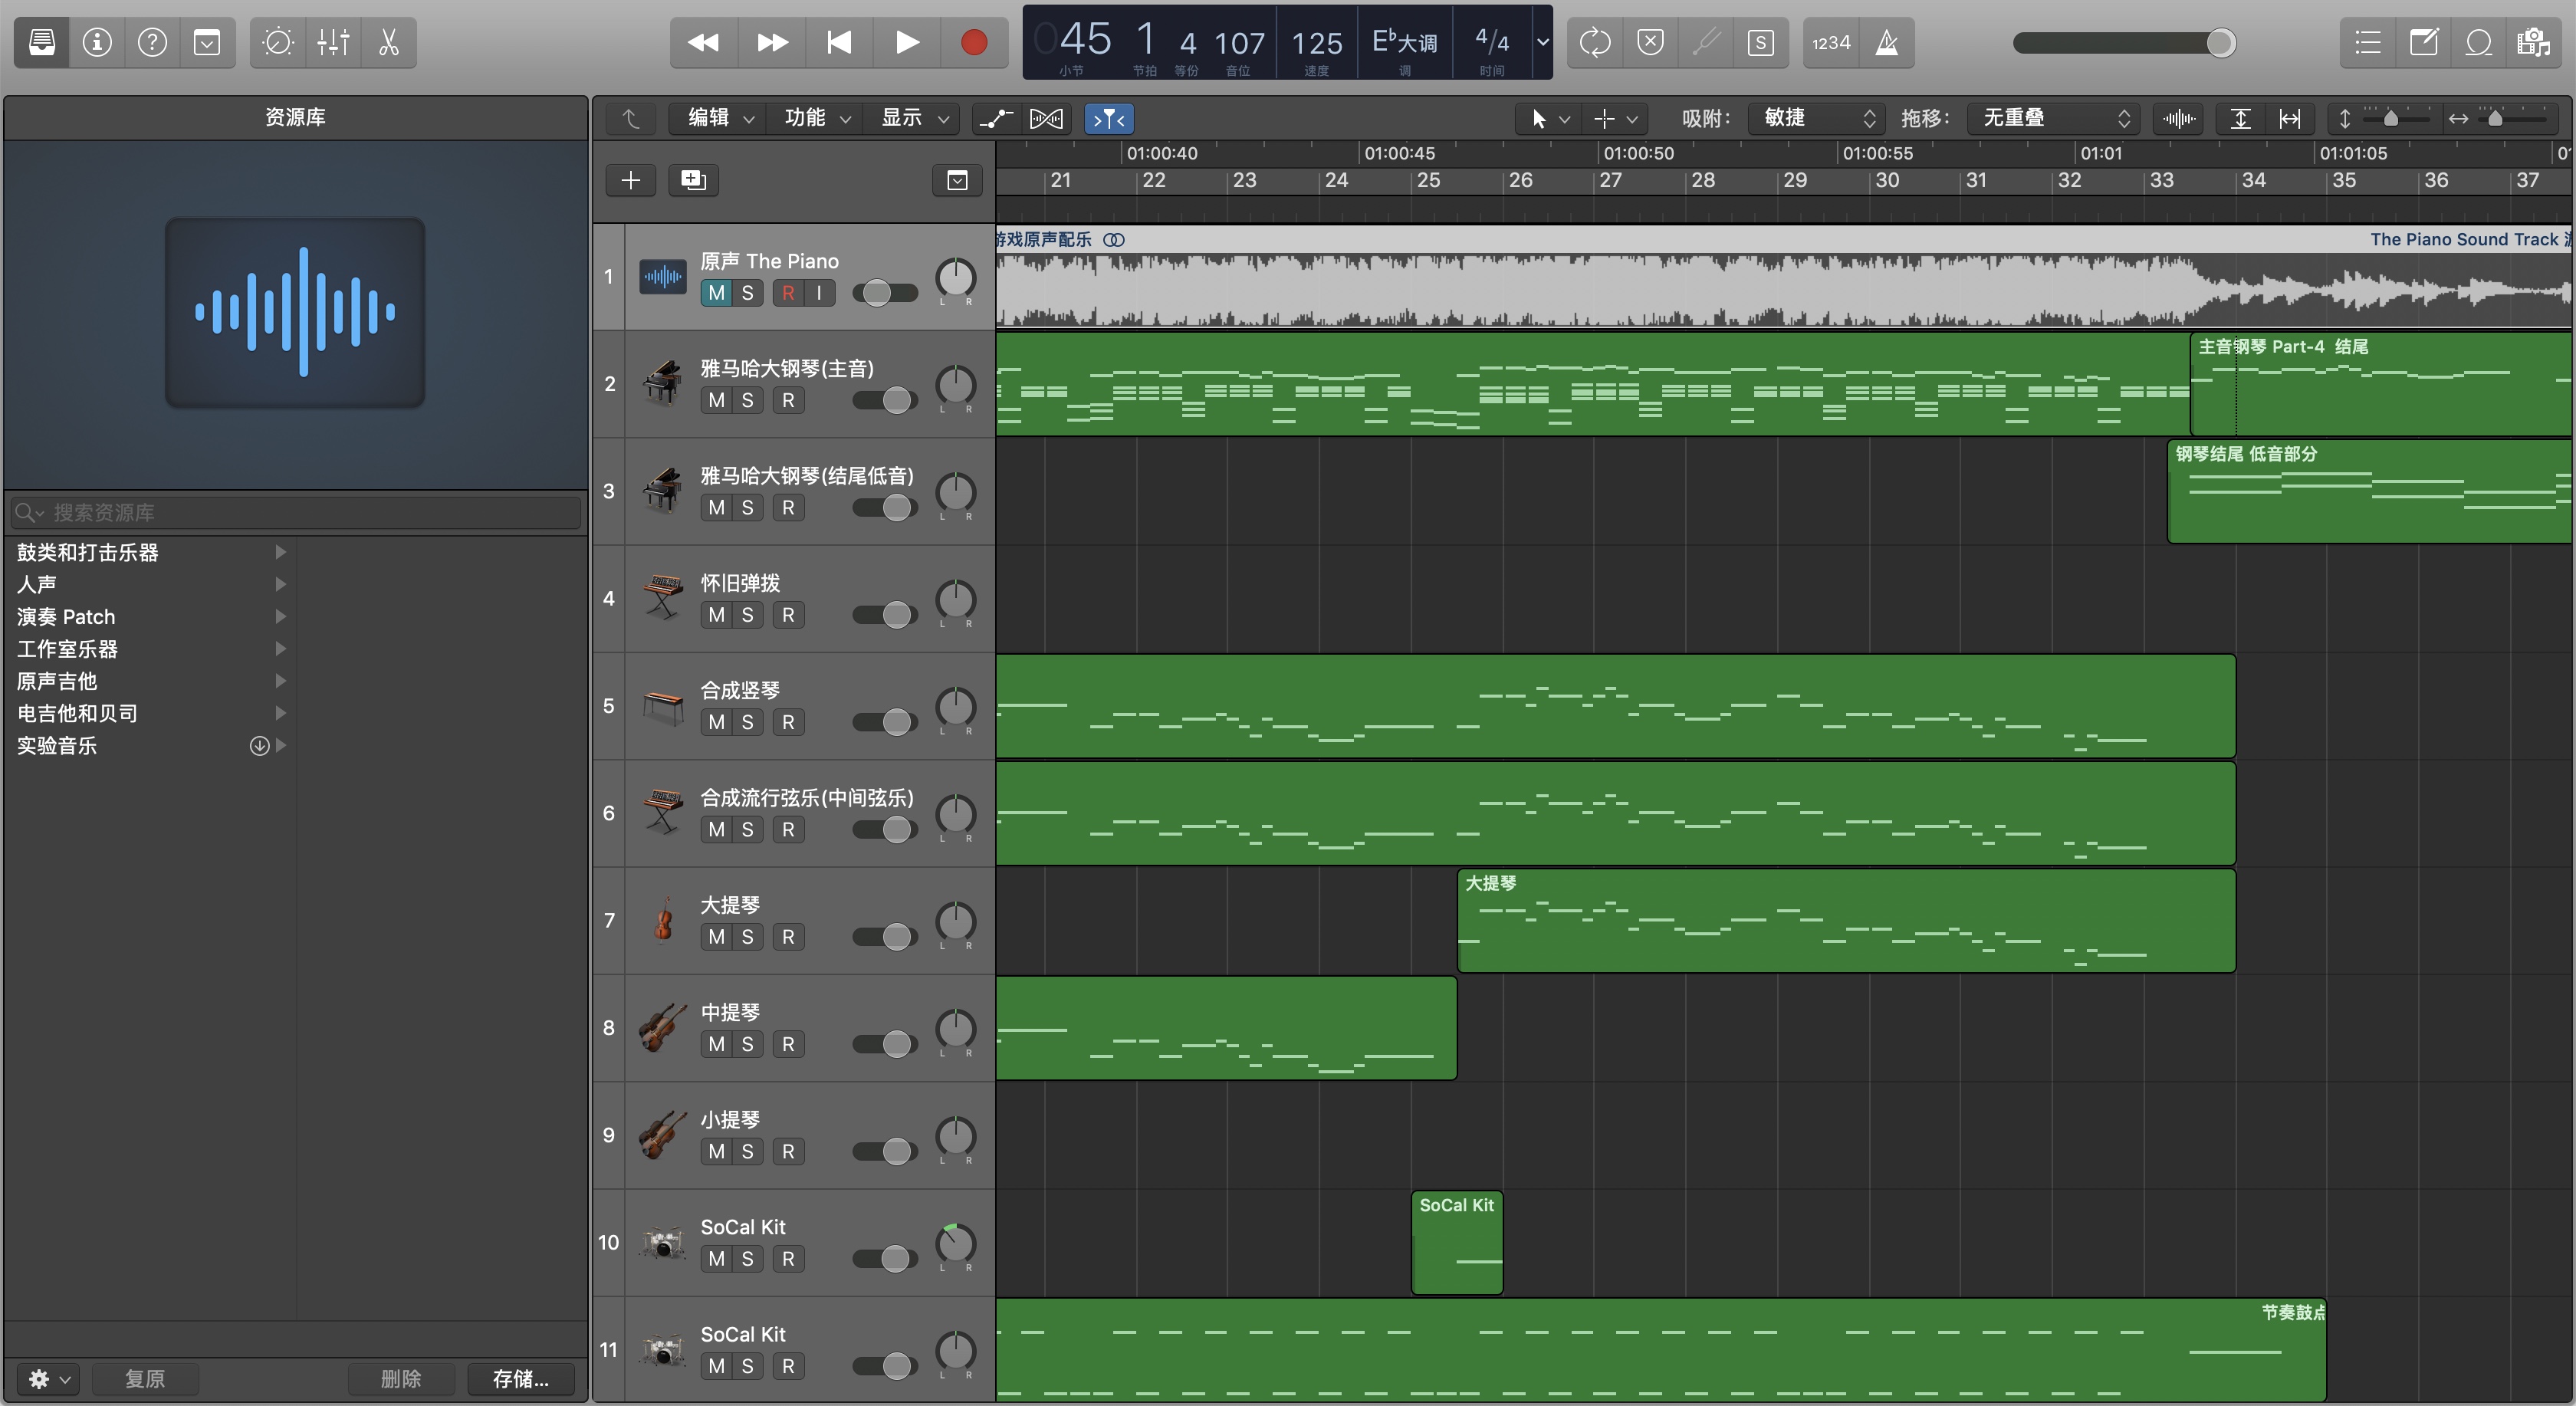 045 1 4 107 125 E♭大调 4/4
小节 节拍 等份 音位 速度 调 时间
S 1234
资源库
编辑 功能 显示 吸附： 敏捷 拖移： 无重叠
01:00:40 01:00:45 01:00:50 01:00:55 01:01 01:01:05
21 22 23 24 25 26 27 28 29 30 31 32 33 34 35 36 37
搜索资源库
鼓类和打击乐器
人声
演奏 Patch
工作室乐器
原声吉他
电吉他和贝司
实验音乐
复原 删除 存储...
游戏原声配乐 The Piano Sound Track
1 原声 The Piano
M S R I L R
2 雅马哈大钢琴(主音)
M S R L R
主音钢琴 Part-4 结尾
3 雅马哈大钢琴(结尾低音)
M S R L R
钢琴结尾 低音部分
4 怀旧弹拨
M S R L R
5 合成竖琴
M S R L R
6 合成流行弦乐(中间弦乐)
M S R L R
7 大提琴
M S R L R
大提琴
8 中提琴
M S R L R
9 小提琴
M S R L R
10 SoCal Kit
M S R L R
SoCal Kit
11 SoCal Kit
M S R L R
节奏鼓点